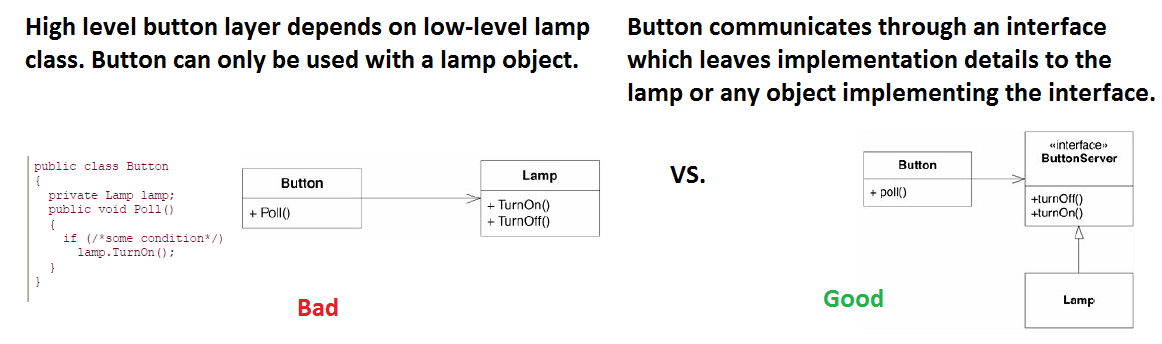 High level button layer depends on low-level lamp
class. Button can only be used with a lamp object.
Button communicates through an interface
which leaves implementation details to the
lamp or any object implementing the interface.
public class Button
{
private Lamp lamp;
public void Poll()
{
if (/*some condition*/)
lamp.TurnOn();
}
}
Button
+ Poll()
Lamp
+ TurnOn()
+ TurnOff()
Bad
vs.
Button
+ poll()
«interface»
ButtonServer
+turnOff()
+turnOn()
Lamp
Good